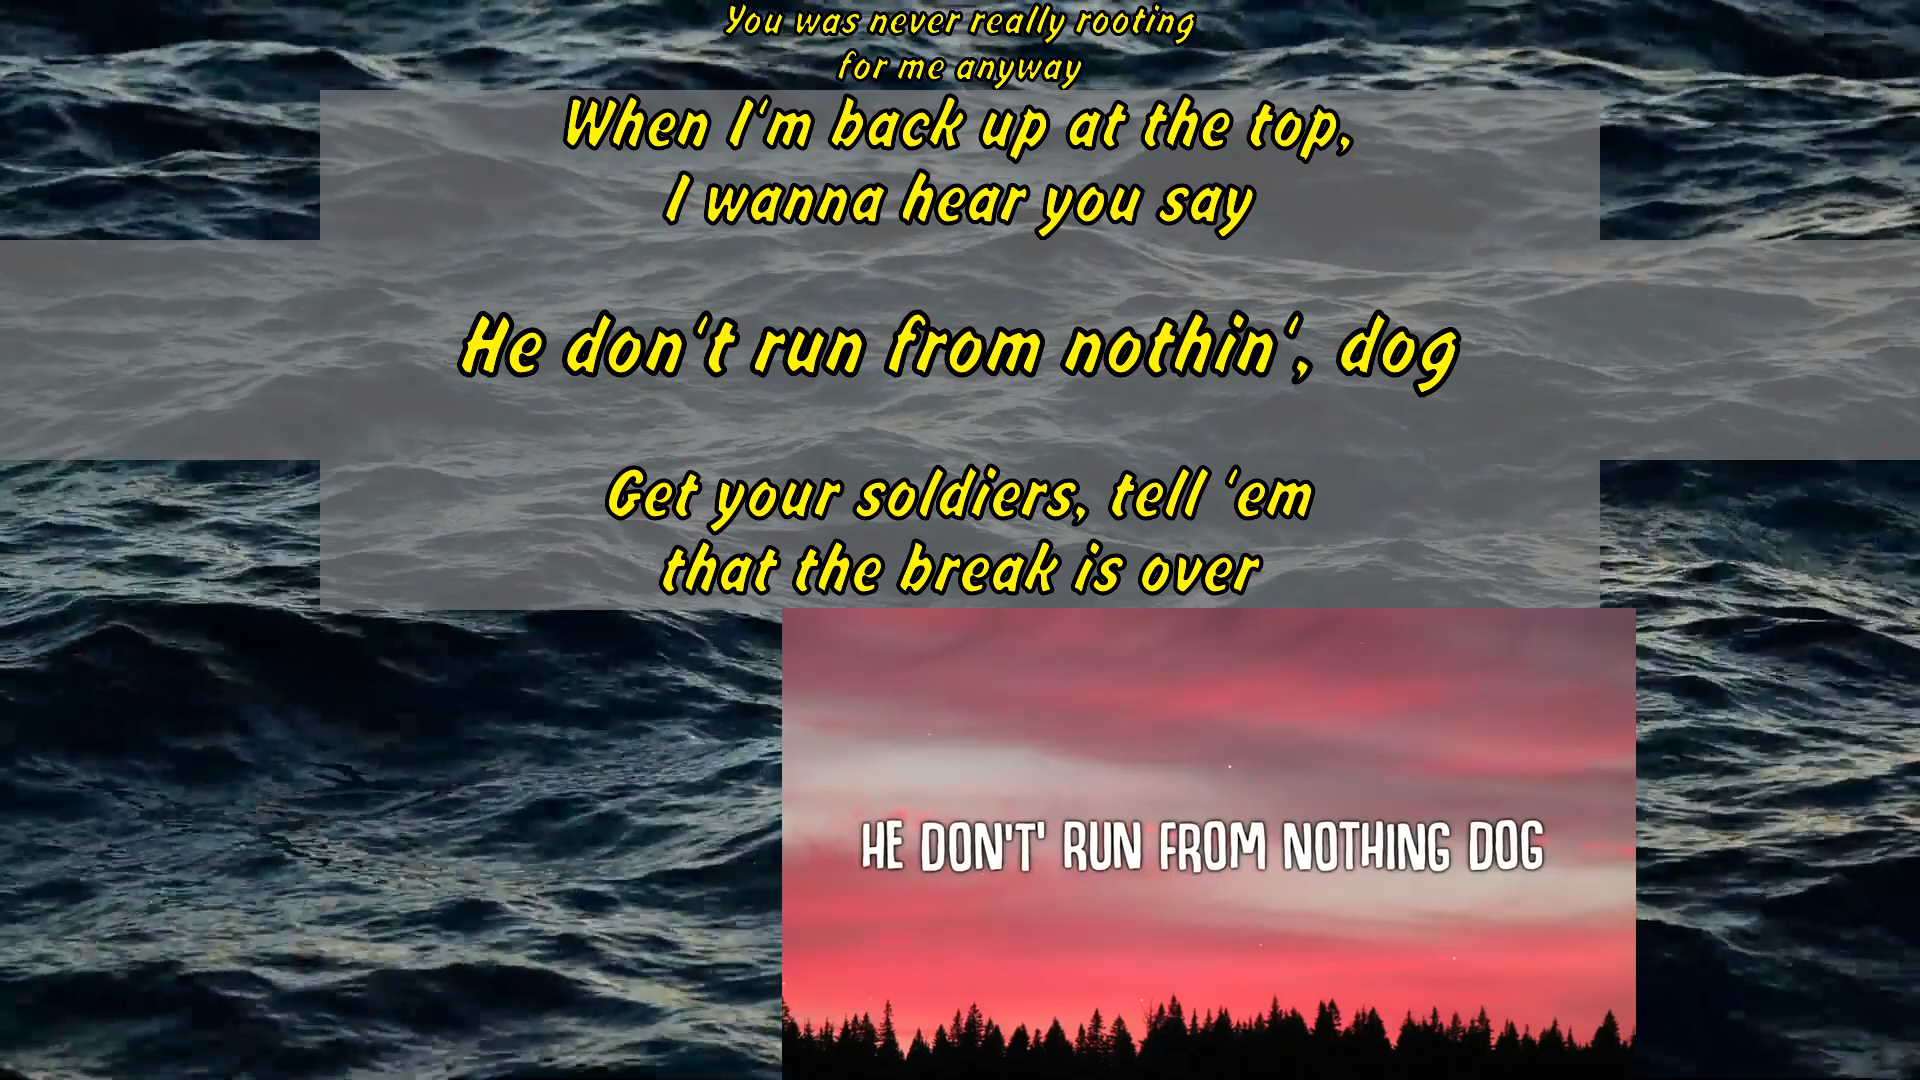 You was never really rooting
for me anyway
When I'm back up at the top,
I wanna hear you say
He don't run from nothin', dog
Get your soldiers, tell 'em
that the break is over
HE DON'T' RUN FROM NOTHING DOG